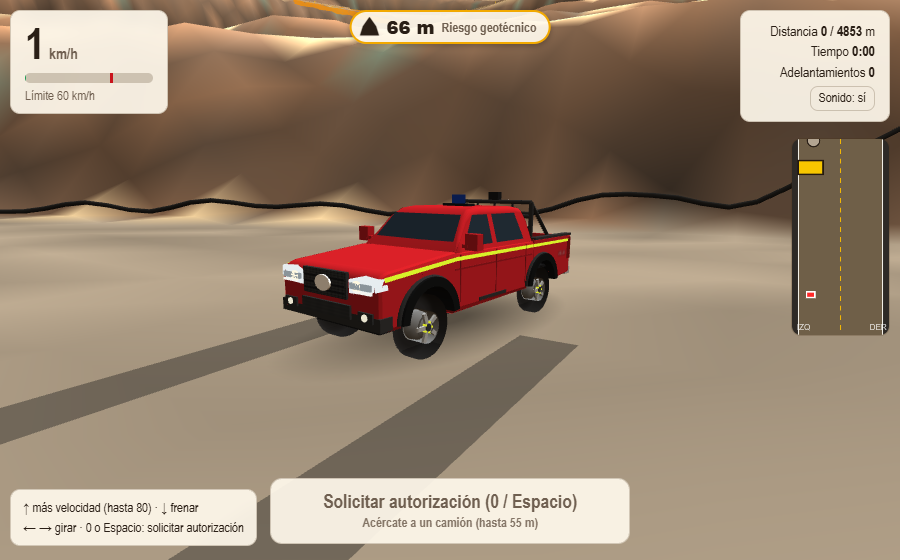 1 km/h
Límite 60 km/h
66 m Riesgo geotécnico
Distancia 0 / 4853 m
Tiempo 0:00
Adelantamientos 0
Sonido: sí
IZQ DER
↑ más velocidad (hasta 80) · ↓ frenar
← → girar · 0 o Espacio: solicitar autorización
Solicitar autorización (0 / Espacio)
Acércate a un camión (hasta 55 m)